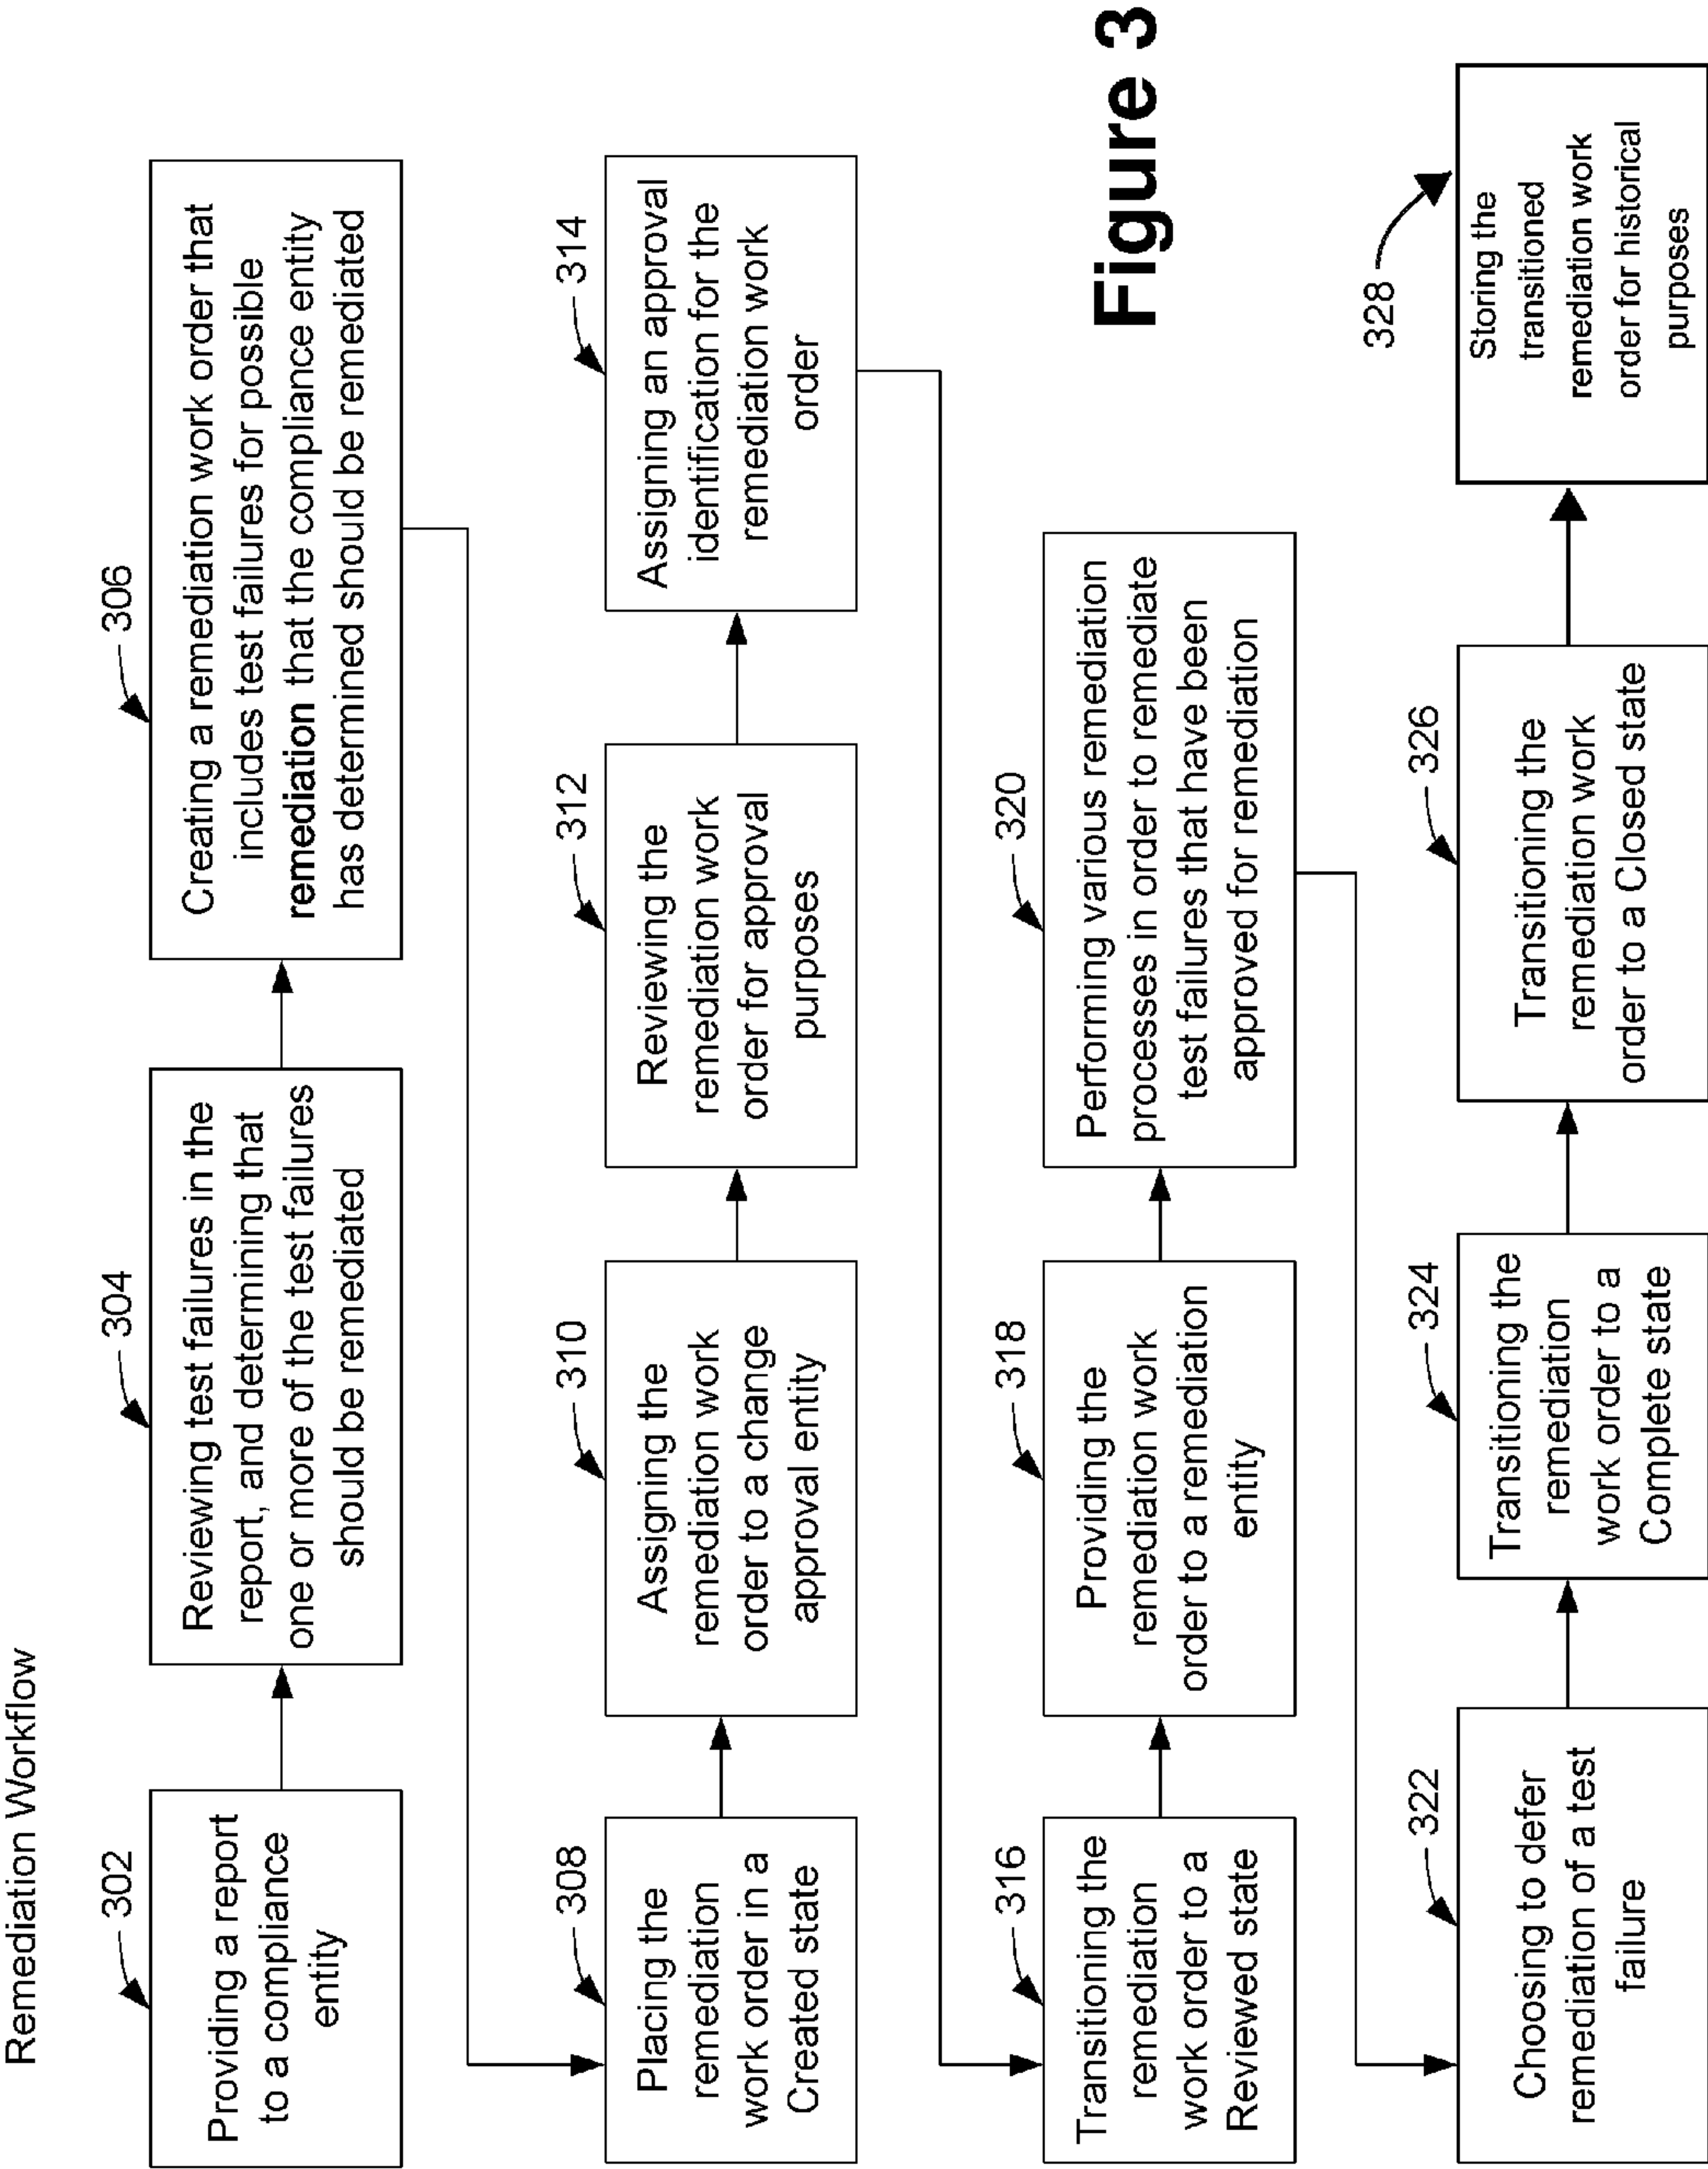 Remediation Workflow
302
Providing a report
to a compliance
entity
304
Reviewing test failures in the
report, and determining that
one or more of the test failures
should be remediated
306
Creating a remediation work order that
includes test failures for possible
remediation that the compliance entity
has determined should be remediated
308
Placing the
remediation
work order in a
Created state
310
Assigning the
remediation work
order to a change
approval entity
312
Reviewing the
remediation work
order for approval
purposes
314
Assigning an approval
identification for the
remediation work
order
316
Transitioning the
remediation
work order to a
Reviewed state
318
Providing the
remediation work
order to a remediation
entity
320
Performing various remediation
processes in order to remediate
test failures that have been
approved for remediation
322
Choosing to defer
remediation of a test
failure
324
Transitioning the
remediation
work order to a
Complete state
326
Transitioning the
remediation work
order to a Closed state
328
Storing the
transitioned
remediation work
order for historical
purposes
Figure 3